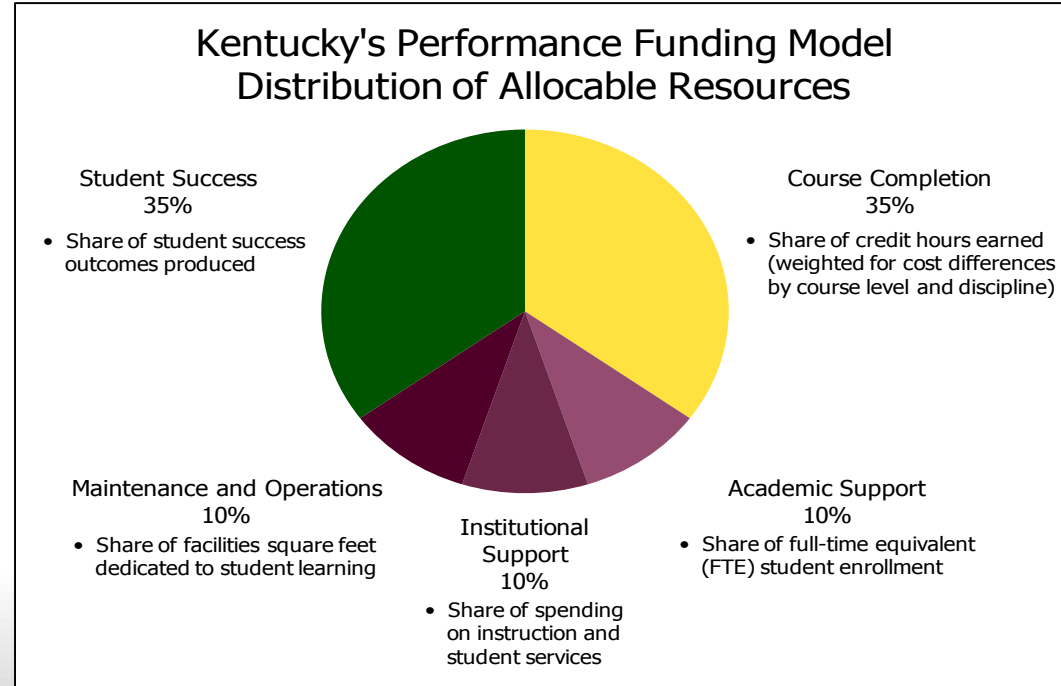 Kentucky's Performance Funding Model
Distribution of Allocable Resources
Student Success
35%
• Share of student success
outcomes produced
Course Completion
35%
• Share of credit hours earned
(weighted for cost differences
by course level and discipline)
Maintenance and Operations
10%
• Share of facilities square feet
dedicated to student learning
Institutional
Support
10%
• Share of spending
on instruction and
student services
Academic Support
10%
• Share of full-time equivalent
(FTE) student enrollment